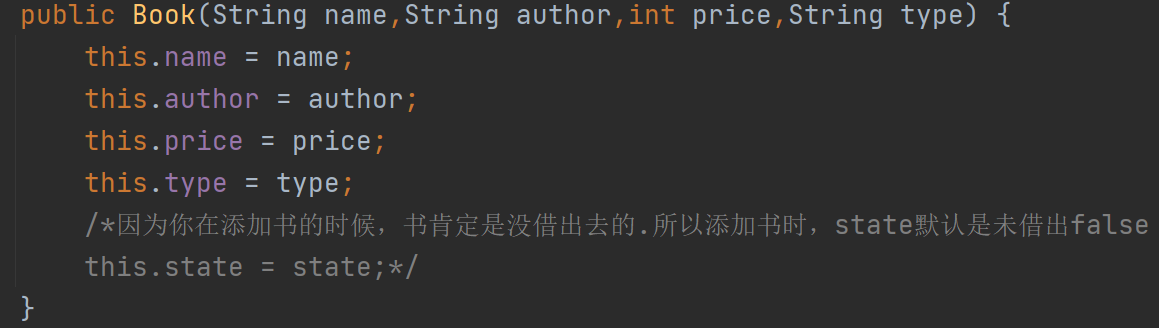 public Book(String name,String author,int price,String type) {
this.name = name;
this.author = author;
this.price = price;
this.type = type;
/*因为你在添加书的时候，书肯定是没借出去的.所以添加书时，state默认是未借出false
this.state = state;*/
}